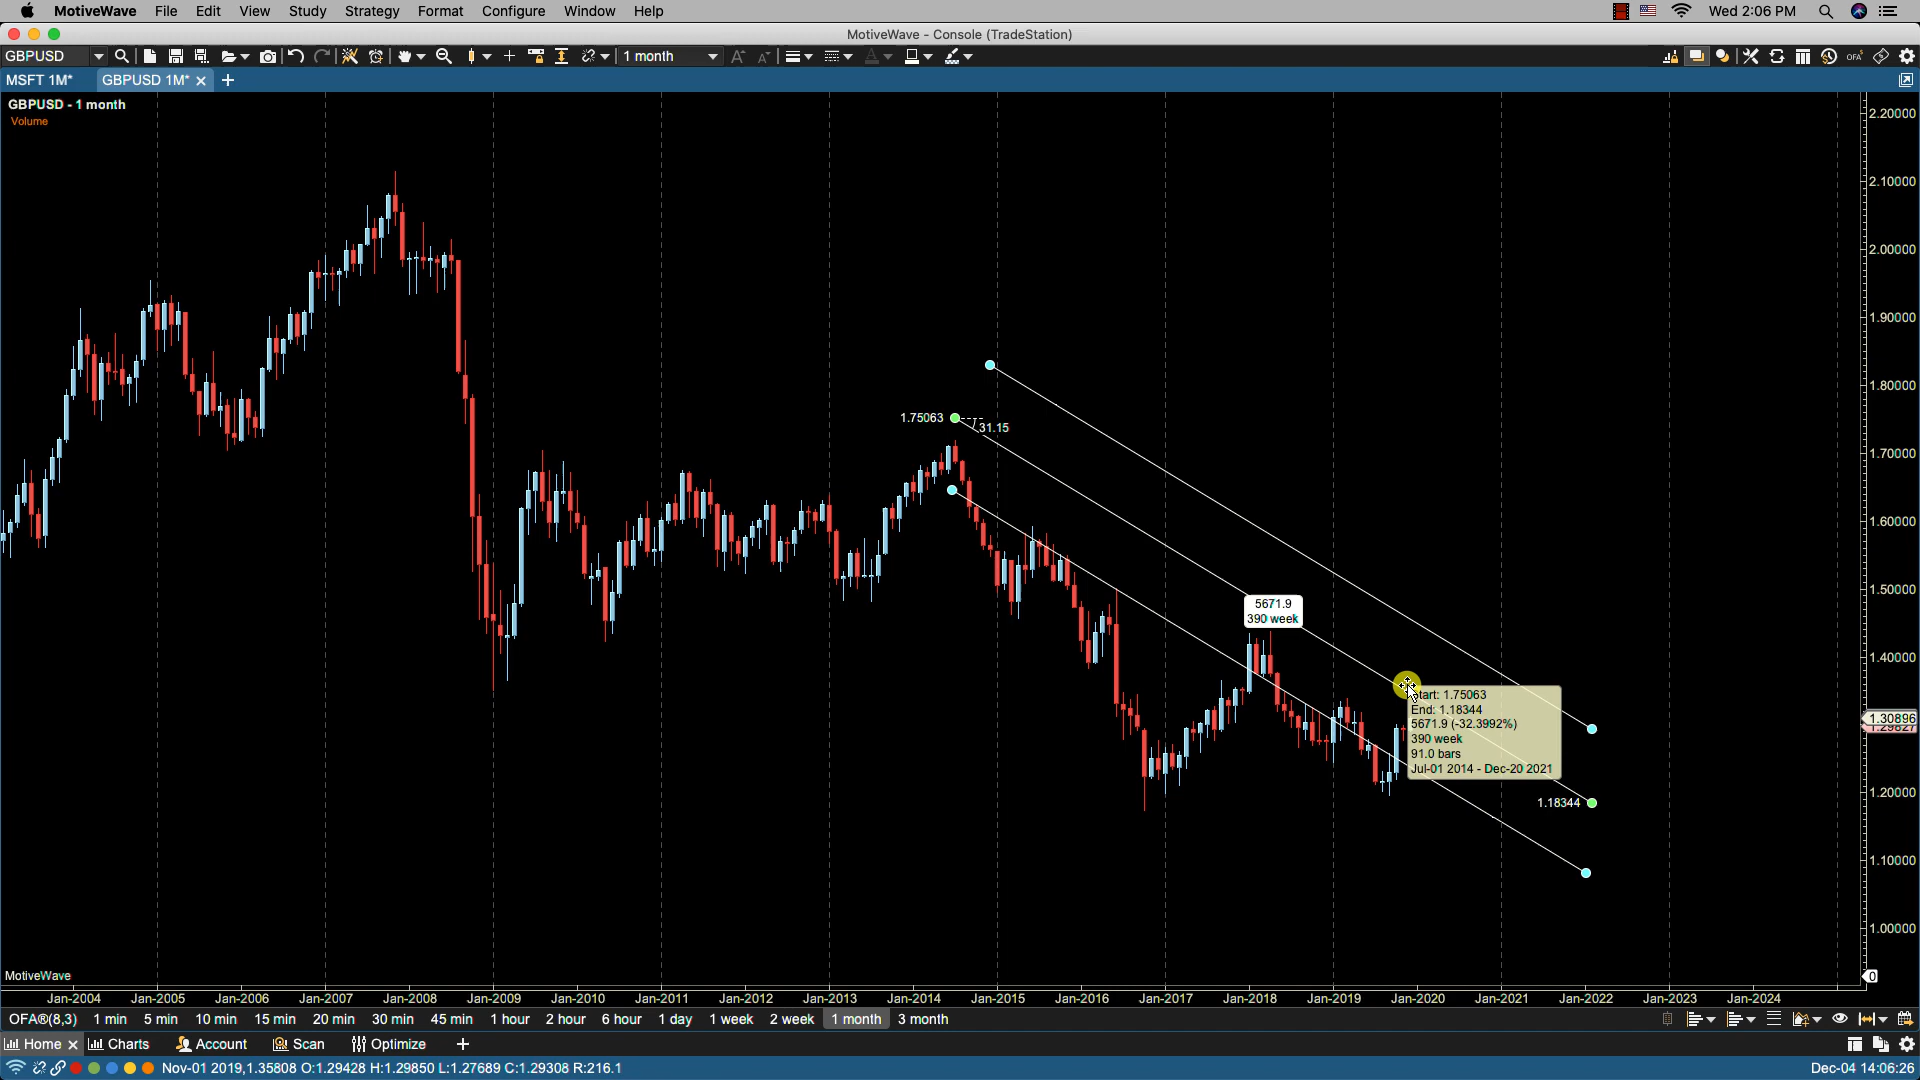 MotiveWave File Edit View Study Strategy Format Configure Window Help Wed 2:06 PM
MotiveWave - Console (TradeStation)
GBPUSD 1 month OFA
MSFT 1M* GBPUSD 1M* × +
GBPUSD - 1 month
Volume
2.20000
2.10000
2.00000
1.90000
1.80000
1.75063
31.15
1.70000
1.60000
1.50000
5671.9
390 week
1.40000
Start: 1.75063
End: 1.18344
5671.9 (-32.3992%)
390 week
91.0 bars
Jul-01 2014 - Dec-20 2021
1.30896
1.29827
1.18344
1.20000
1.10000
1.00000
0
MotiveWave
Jan-2004 Jan-2005 Jan-2006 Jan-2007 Jan-2008 Jan-2009 Jan-2010 Jan-2011 Jan-2012 Jan-2013 Jan-2014 Jan-2015 Jan-2016 Jan-2017 Jan-2018 Jan-2019 Jan-2020 Jan-2021 Jan-2022 Jan-2023 Jan-2024
OFA®(8,3) 1 min 5 min 10 min 15 min 20 min 30 min 45 min 1 hour 2 hour 6 hour 1 day 1 week 2 week 1 month 3 month
Home Charts Account Scan Optimize +
Nov-01 2019,1.35808 O:1.29428 H:1.29850 L:1.27689 C:1.29308 R:216.1 Dec-04 14:06:26